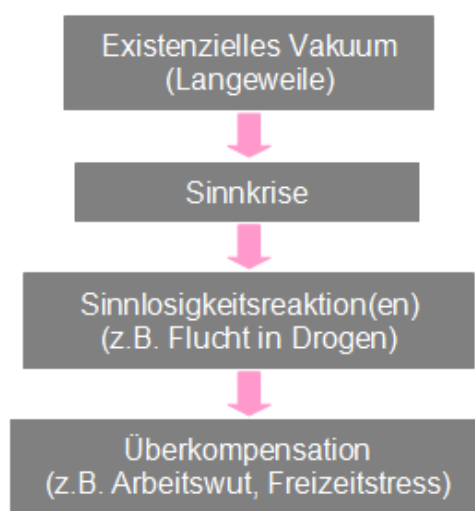 Existenzielles Vakuum
(Langeweile)
Sinnkrise
Sinnlosigkeitsreaktion(en)
(z.B. Flucht in Drogen)
Überkompensation
(z.B. Arbeitswut, Freizeitstress)